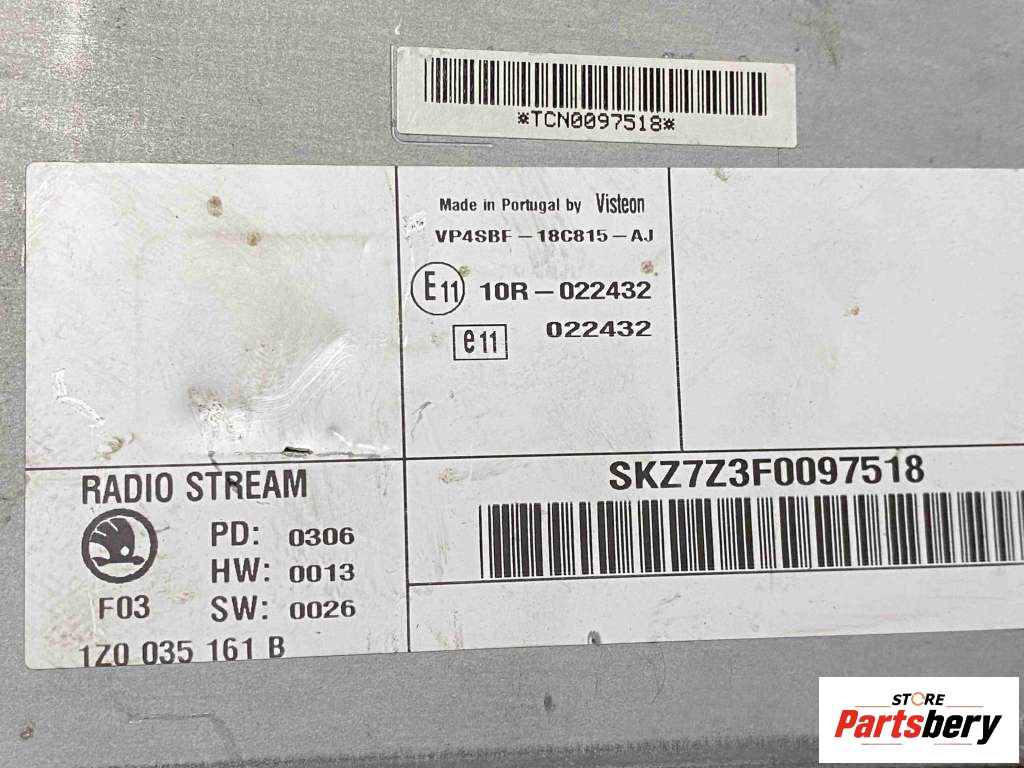 *TCN0097518*
Made in Portugal by Visteon
VP4SBF-18C815-AJ
E11 10R-022432
e11 022432
SKZ7Z3F0097518
RADIO STREAM
PD: 0306
HW: 0013
F03 SW: 0026
1Z0 035 161 B
STORE
Partsbery